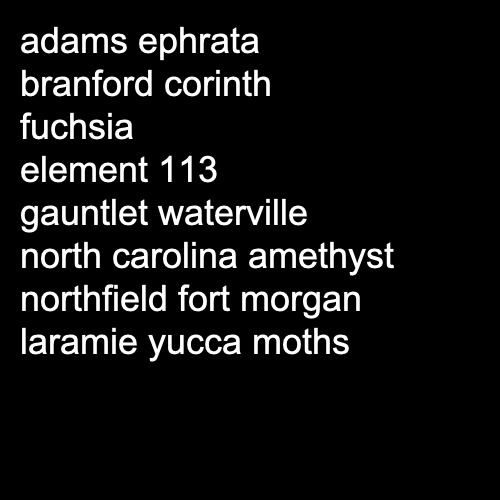 adams ephrata
branford corinth
fuchsia
element 113
gauntlet waterville
north carolina amethyst
northfield fort morgan
laramie yucca moths